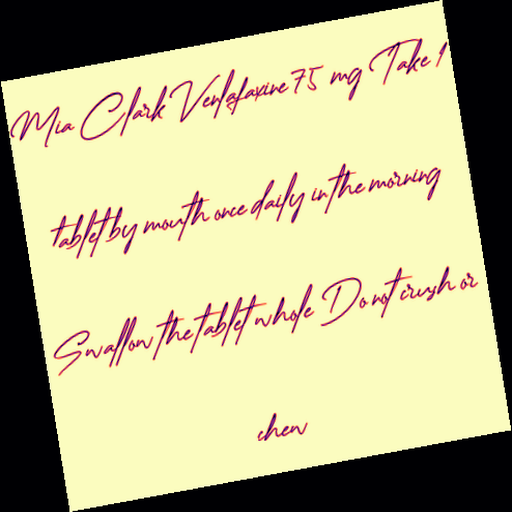 Mia Clark Venlafaxine 75 mg Take 1
tablet by mouth once daily in the morning
Swallow the tablet whole Do not crush or
chew